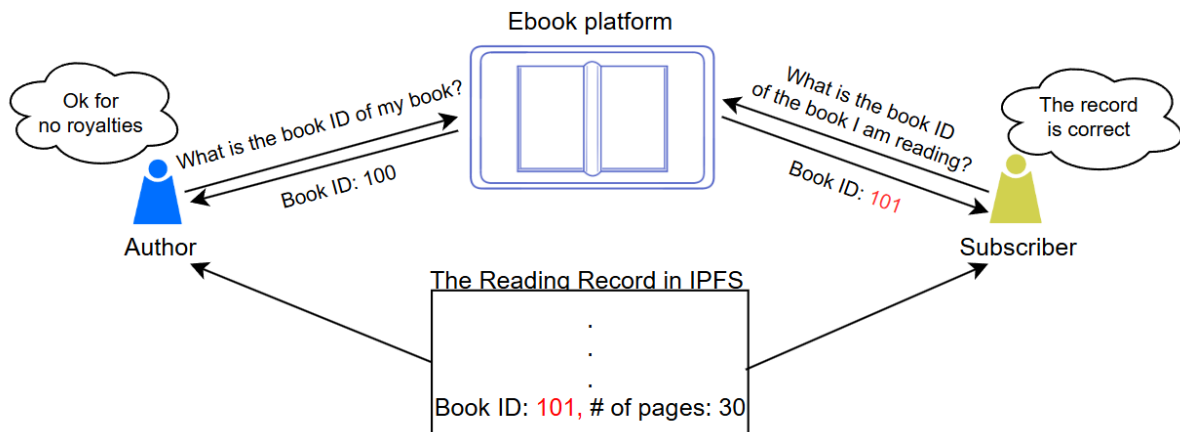 Ebook platform
Ok for
no royalties
What is the book ID of my book?
Book ID: 100
What is the book ID
of the book I am reading?
Book ID: 101
The record
is correct
Author
Subscriber
The Reading Record in IPFS
.
.
.
Book ID: 101, # of pages: 30